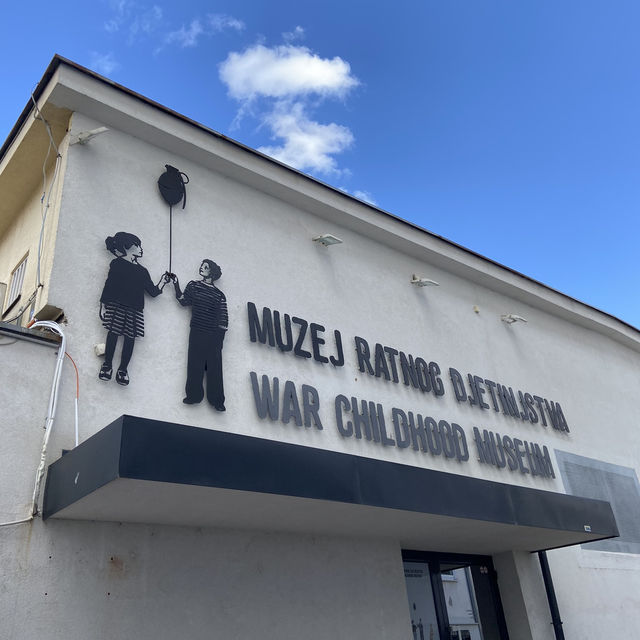 MUZEJ RATNOG DJETINJSTVA
WAR CHILDHOOD MUSEUM